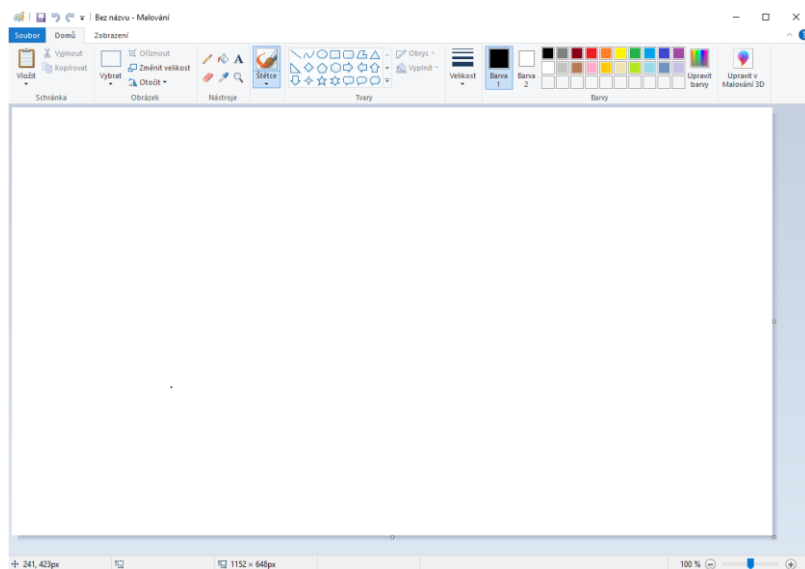 Bez názvu - Malování
Soubor Domů Zobrazení
Vložit
Vyjmout
Kopírovat
Schránka
Vybrat
Oříznout
Změnit velikost
Otočit
Obrázek
A
Nástroje
Štětce
Obrys
Vyplnit
Tvary
Velikost
Barva 1
Barva 2
Upravit barvy
Barvy
Upravit v Malování 3D
241, 423px
1152 × 648px
100 %